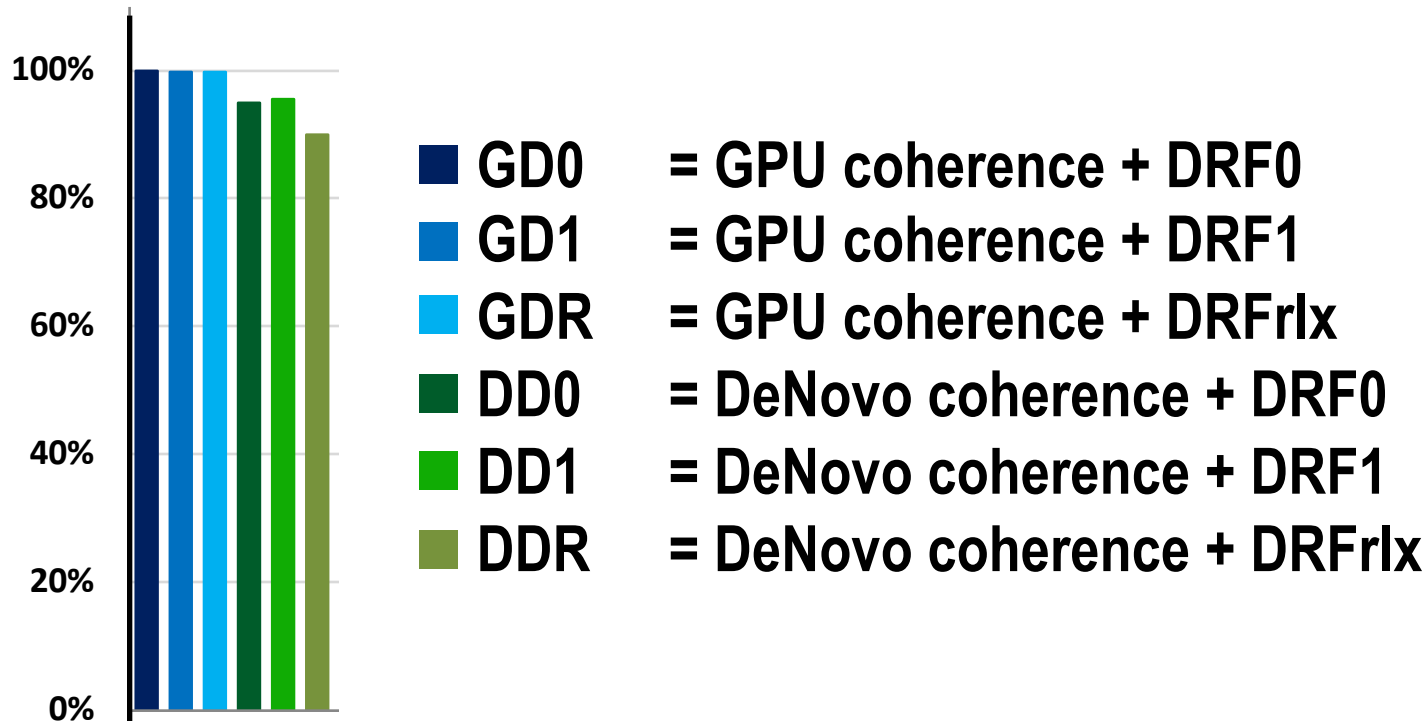 100%
80%
60%
40%
20%
0%
GD0 = GPU coherence + DRF0
GD1 = GPU coherence + DRF1
GDR = GPU coherence + DRFrlx
DD0 = DeNovo coherence + DRF0
DD1 = DeNovo coherence + DRF1
DDR = DeNovo coherence + DRFrlx